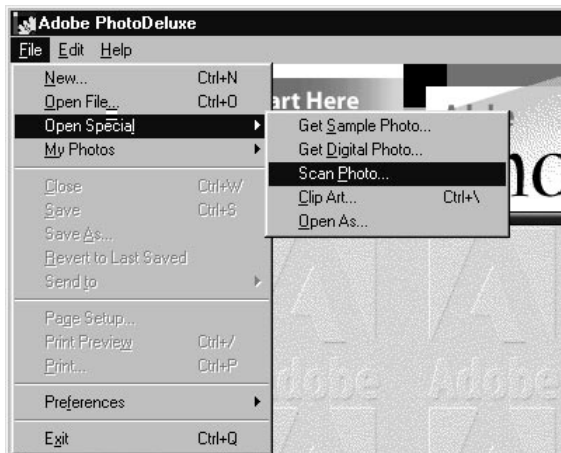 Adobe PhotoDeluxe
File Edit Help
New... Ctrl+N
Open File... Ctrl+O
Open Special
My Photos
Close Ctrl+W
Save Ctrl+S
Save As...
Revert to Last Saved
Send to
Page Setup...
Print Preview Ctrl+/
Print... Ctrl+P
Preferences
Exit Ctrl+Q
art Here
Get Sample Photo...
Get Digital Photo...
Scan Photo...
Clip Art... Ctrl+\
Open As...
Adobe Adobe